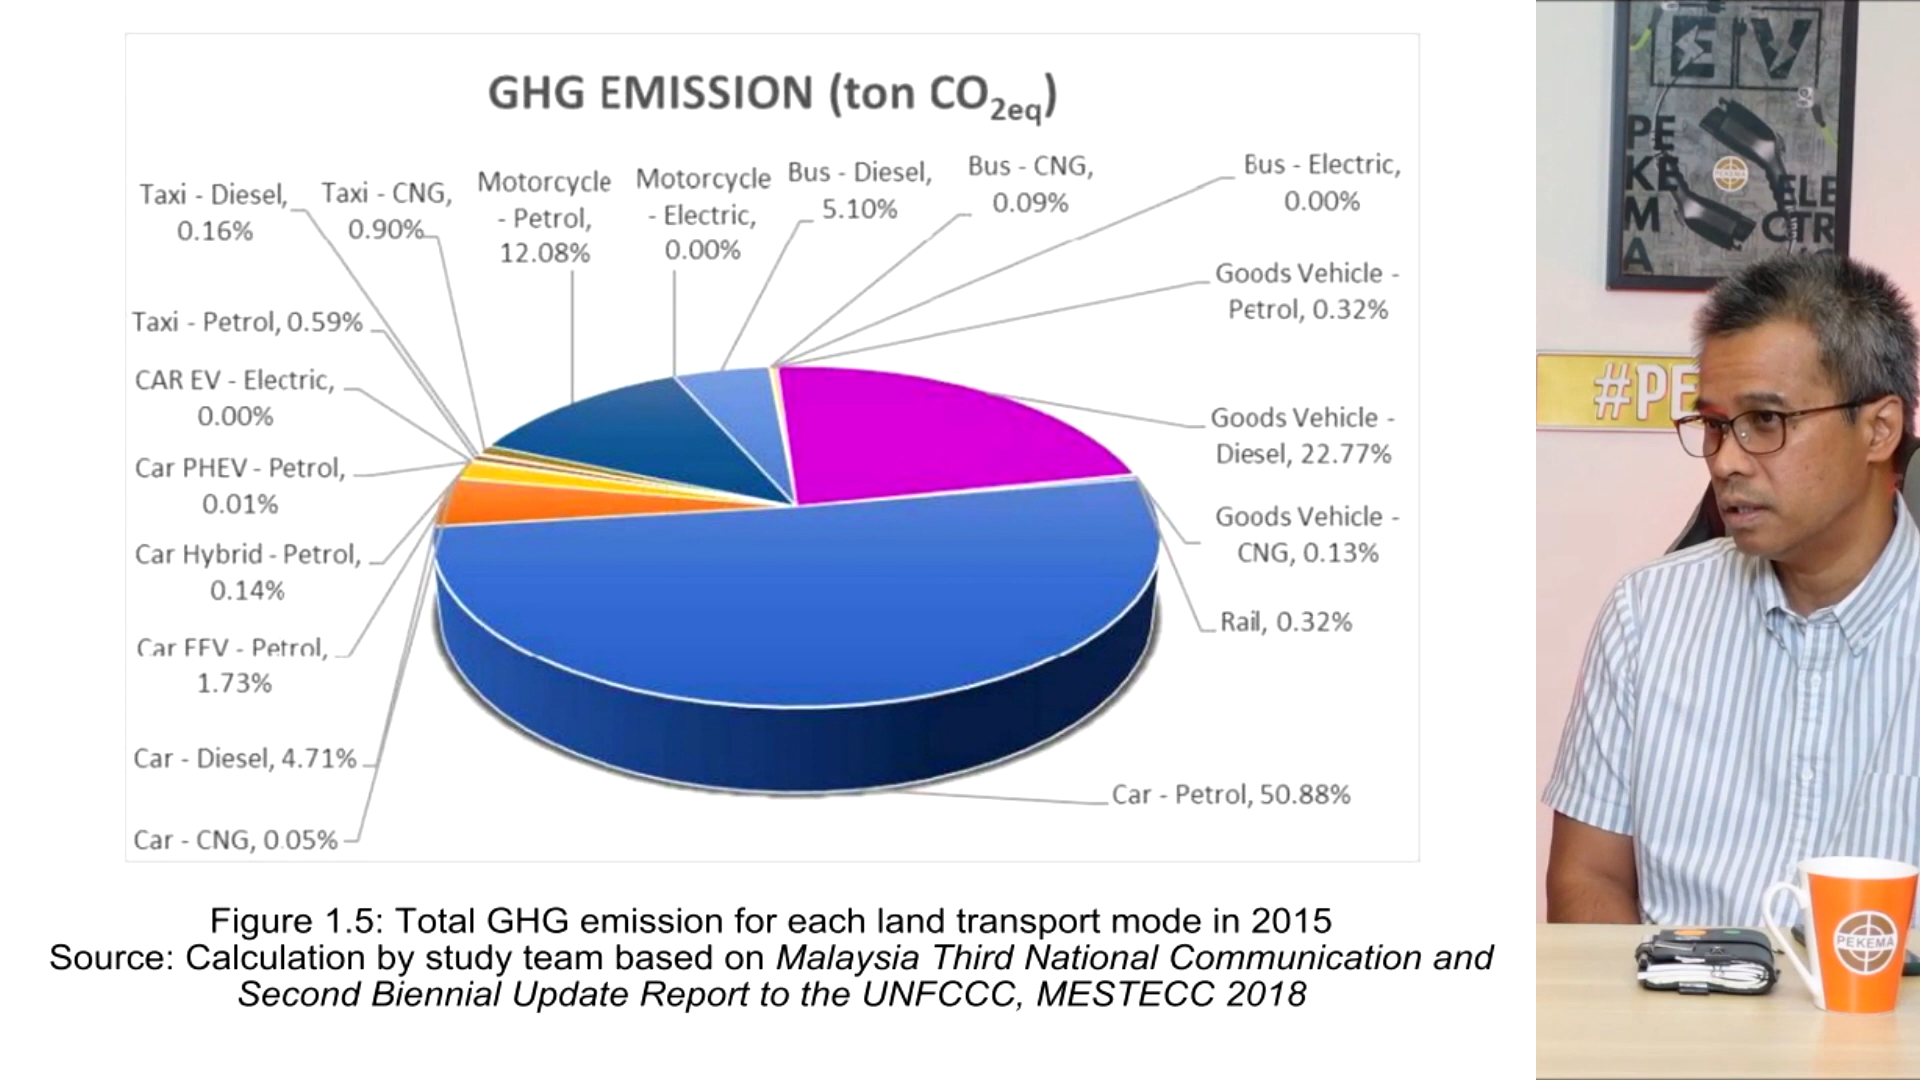 GHG EMISSION (ton CO2eq)
Taxi - Diesel,
0.16%
Taxi - CNG,
0.90%
Motorcycle
- Petrol,
12.08%
Motorcycle
- Electric,
0.00%
Bus - Diesel,
5.10%
Bus - CNG,
0.09%
Bus - Electric,
0.00%
Goods Vehicle -
Petrol, 0.32%
Goods Vehicle -
Diesel, 22.77%
Goods Vehicle -
CNG, 0.13%
Rail, 0.32%
Car - Petrol, 50.88%
Taxi - Petrol, 0.59%
CAR EV - Electric,
0.00%
Car PHEV - Petrol,
0.01%
Car Hybrid - Petrol,
0.14%
Car FFV - Petrol,
1.73%
Car - Diesel, 4.71%
Car - CNG, 0.05%
Figure 1.5: Total GHG emission for each land transport mode in 2015
Source: Calculation by study team based on Malaysia Third National Communication and
Second Biennial Update Report to the UNFCCC, MESTECC 2018
EV
PE
KE
M
A
ELE
CTR
#PE
PEKEMA